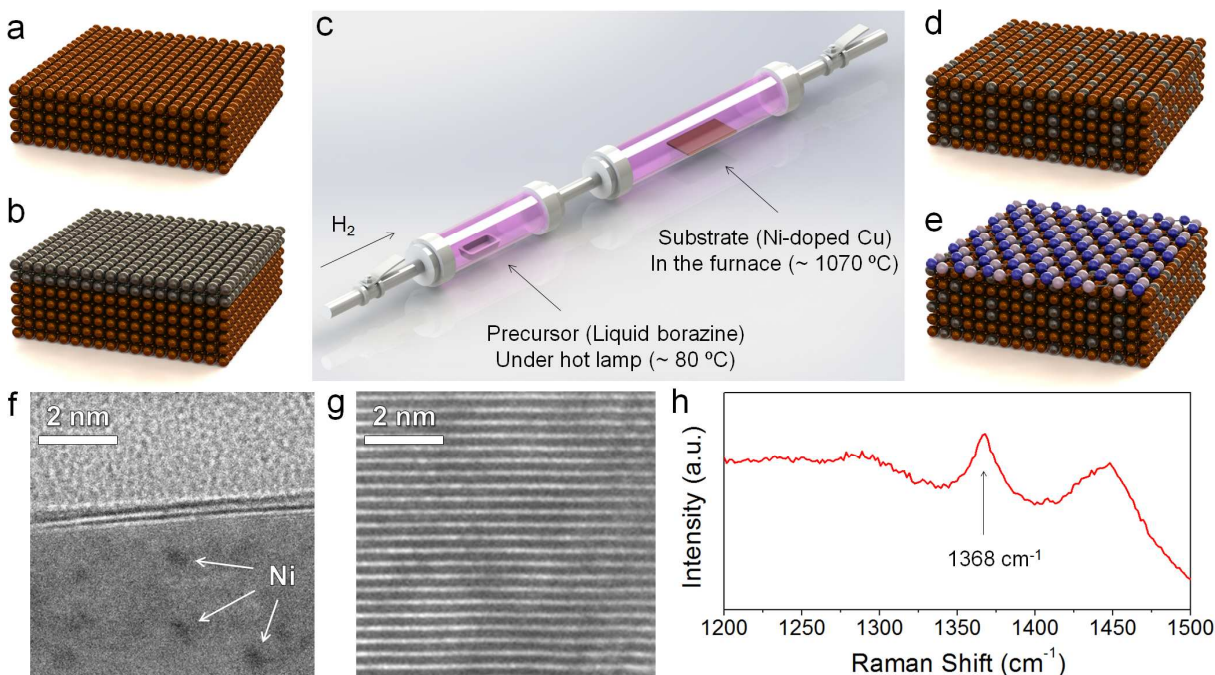 a
b
c
H₂
Precursor (Liquid borazine)
Under hot lamp (~ 80 ºC)
Substrate (Ni-doped Cu)
In the furnace (~ 1070 ºC)
d
e
f
2 nm
Ni
g
2 nm
h
Intensity (a.u.)
1368 cm⁻¹
1200 1250 1300 1350 1400 1450 1500
Raman Shift (cm⁻¹)